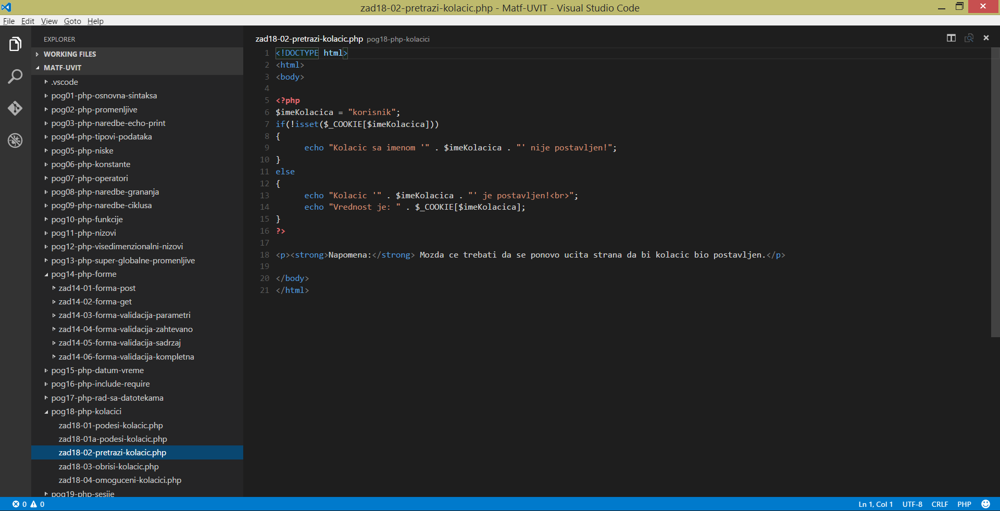 zad18-02-pretrazi-kolacic.php - Matf-UVIT - Visual Studio Code
File Edit View Goto Help
EXPLORER
WORKING FILES
MATF-UVIT
.vscode
pog01-php-osnovna-sintaksa
pog02-php-promenljive
pog03-php-naredbe-echo-print
pog04-php-tipovi-podataka
pog05-php-niske
pog06-php-konstante
pog07-php-operatori
pog08-php-naredbe-grananja
pog09-php-naredbe-ciklusa
pog10-php-funkcije
pog11-php-nizovi
pog12-php-visedimenzionalni-nizovi
pog13-php-super-globalne-promenljive
pog14-php-forme
zad14-01-forma-post
zad14-02-forma-get
zad14-03-forma-validacija-parametri
zad14-04-forma-validacija-zahtevano
zad14-05-forma-validacija-sadrzaj
zad14-06-forma-validacija-kompletna
pog15-php-datum-vreme
pog16-php-include-require
pog17-php-rad-sa-datotekama
pog18-php-kolacici
zad18-01-podesi-kolacic.php
zad18-01a-podesi-kolacic.php
zad18-02-pretrazi-kolacic.php
zad18-03-obrisi-kolacic.php
zad18-04-omoguceni-kolacici.php
pog19-php-sesije
zad18-02-pretrazi-kolacic.php pog18-php-kolacici
1 <!DOCTYPE html>
2 <html>
3 <body>
4
5 <?php
6 $imeKolacica = "korisnik";
7 if(!isset($_COOKIE[$imeKolacica]))
8 {
9 echo "Kolacic sa imenom '" . $imeKolacica . "' nije postavljen!";
10 }
11 else
12 {
13 echo "Kolacic '" . $imeKolacica . "' je postavljen!<br>";
14 echo "Vrednost je: " . $_COOKIE[$imeKolacica];
15 }
16 ?>
17
18 <p><strong>Napomena:</strong> Mozda ce trebati da se ponovo ucita strana da bi kolacic bio postavljen.</p>
19
20 </body>
21 </html>
0 0
Ln 1, Col 1 UTF-8 CRLF PHP